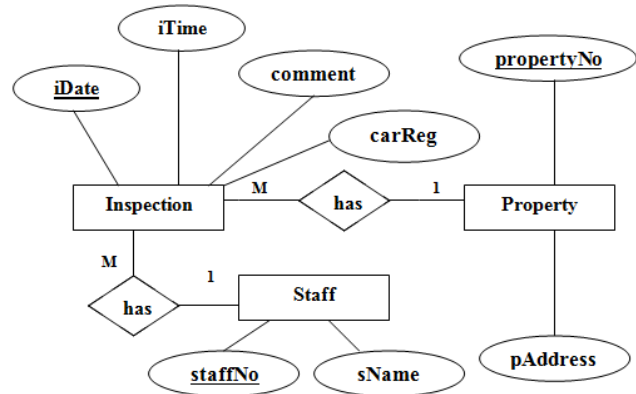 iTime
iDate
comment
propertyNo
carReg
Inspection
M
has
1
Property
M
has
1
Staff
staffNo
sName
pAddress